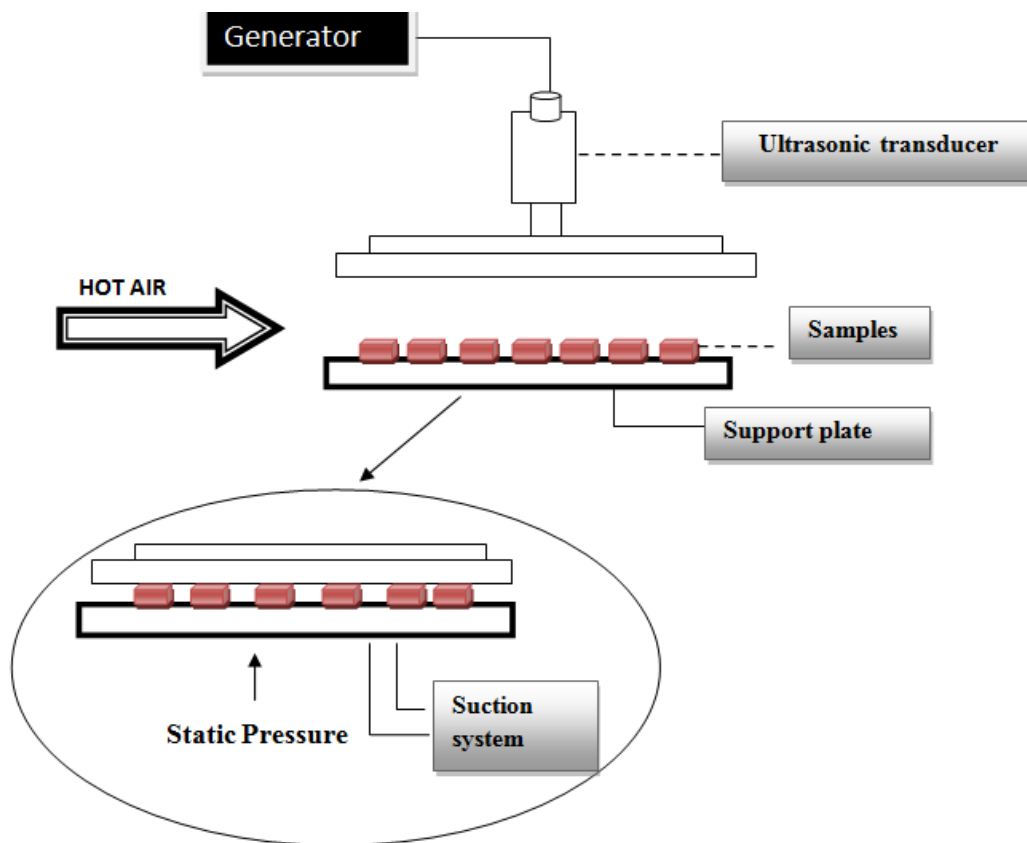 Generator
Ultrasonic transducer
HOT AIR
Samples
Support plate
Static Pressure
Suction
system